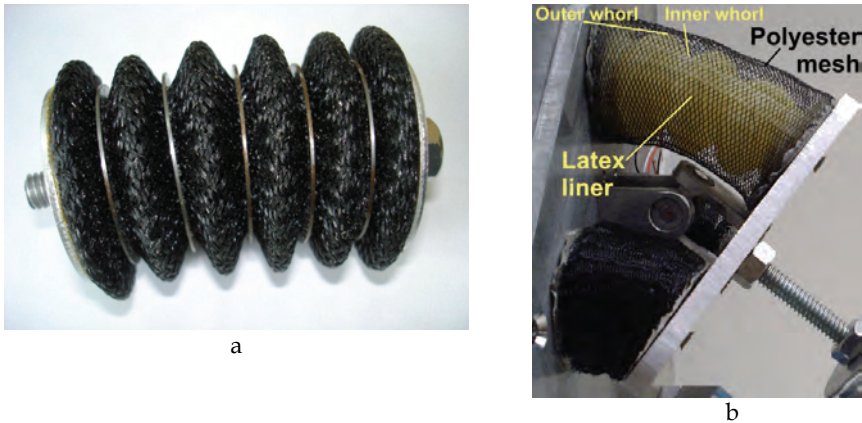 Outer whorl Inner whorl
Polyester
mesh
Latex
liner
a
b